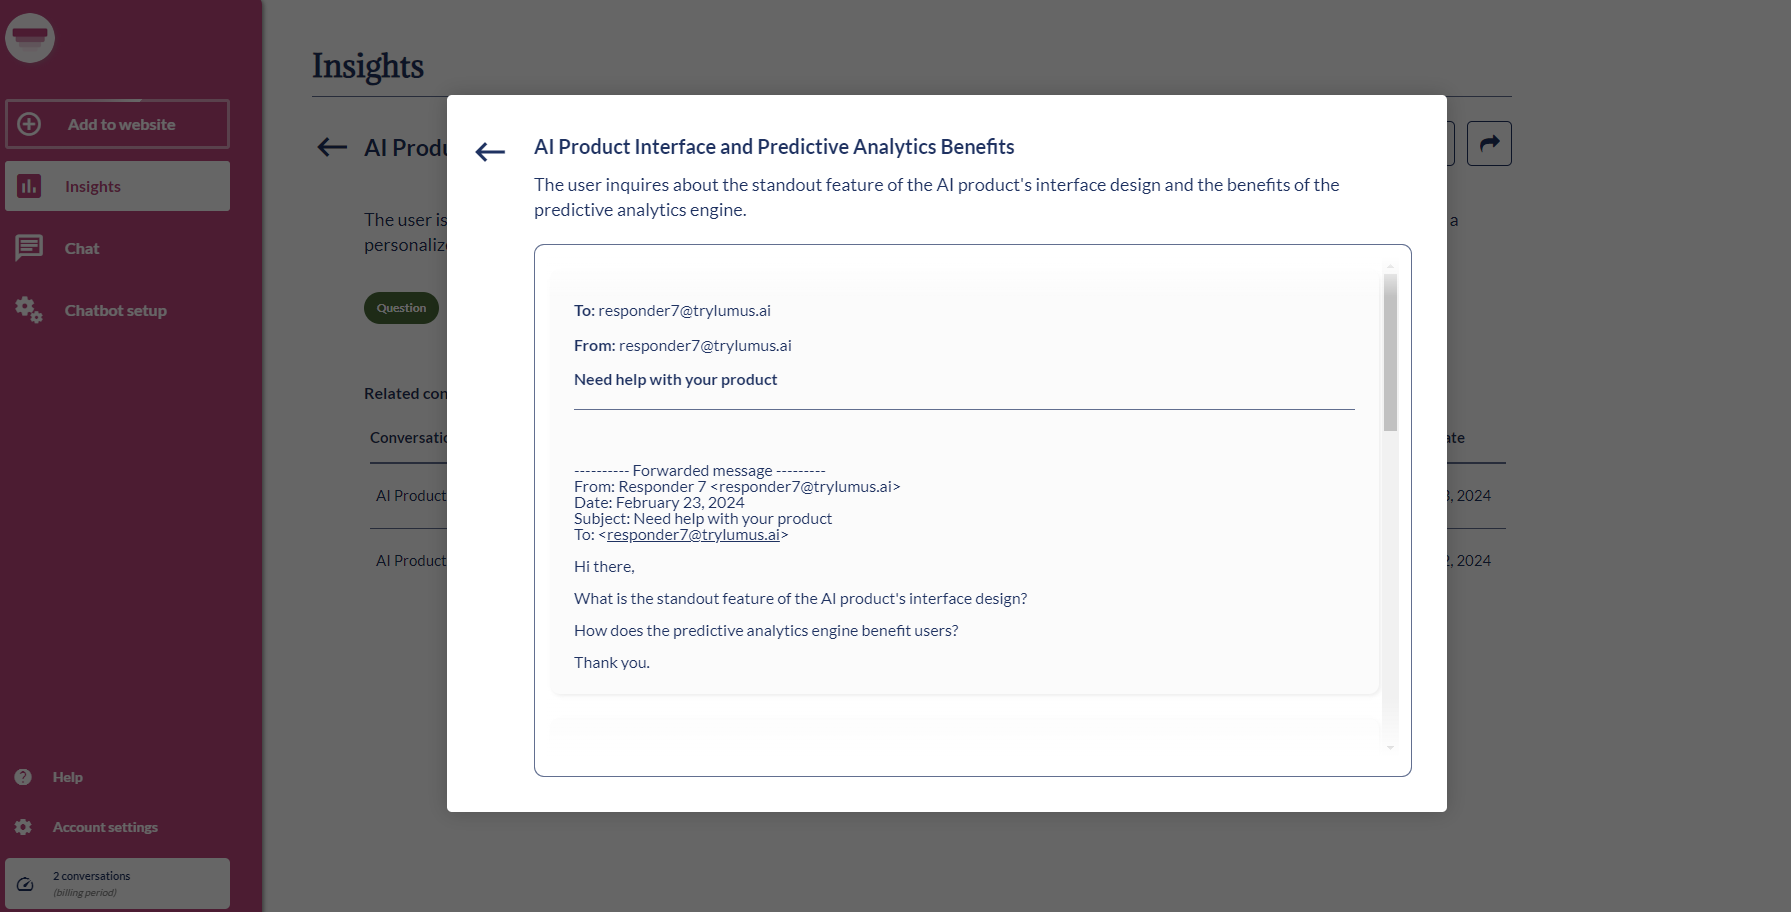 Insights
Add to website
Insights
Chat
Chatbot setup
Help
Account settings
2 conversations
(billing period)
AI Produ
The user is
a
personaliz
Question
Related con
Conversatio
ate
AI Product
3, 2024
AI Product
2, 2024
AI Product Interface and Predictive Analytics Benefits
The user inquires about the standout feature of the AI product's interface design and the benefits of the
predictive analytics engine.
To: responder7@trylumus.ai
From: responder7@trylumus.ai
Need help with your product
---------- Forwarded message ---------
From: Responder 7 <responder7@trylumus.ai>
Date: February 23, 2024
Subject: Need help with your product
To: <responder7@trylumus.ai>
Hi there,
What is the standout feature of the AI product's interface design?
How does the predictive analytics engine benefit users?
Thank you.